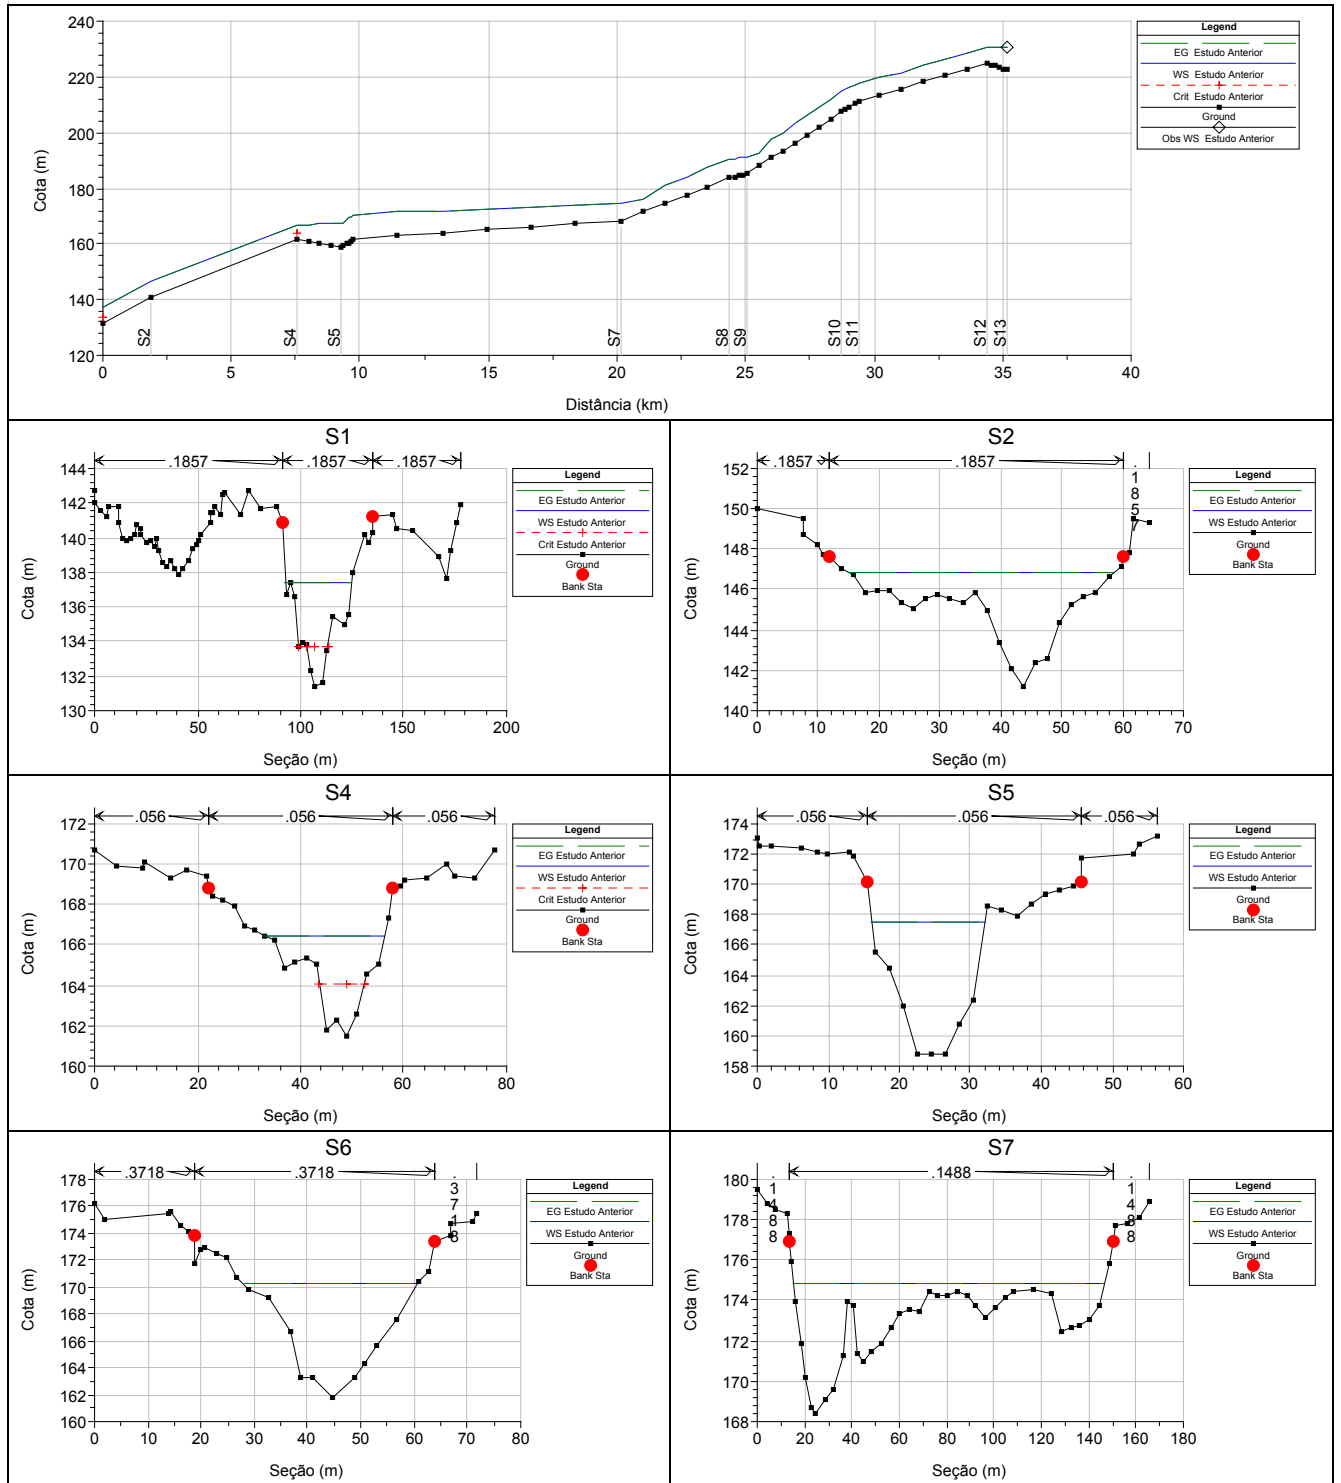 240
220
200
180
160
140
120
Cota (m)
S2
S4
S5
S7
S8
S9
S10
S11
S12
S13
0
5
10
15
20
25
30
35
40
Distância (km)
Legend
EG Estudo Anterior
WS Estudo Anterior
Crit Estudo Anterior
Ground
Obs WS Estudo Anterior
S1
.1857
.1857
.1857
144
142
140
138
136
134
132
130
Cota (m)
0
50
100
150
200
Seção (m)
Legend
EG Estudo Anterior
WS Estudo Anterior
Crit Estudo Anterior
Ground
Bank Sta
S2
.1857
.1857
.1857
152
150
148
146
144
142
140
Cota (m)
0
10
20
30
40
50
60
70
Seção (m)
Legend
EG Estudo Anterior
WS Estudo Anterior
Ground
Bank Sta
S4
.056
.056
.056
172
170
168
166
164
162
160
Cota (m)
0
20
40
60
80
Seção (m)
Legend
EG Estudo Anterior
WS Estudo Anterior
Crit Estudo Anterior
Ground
Bank Sta
S5
.056
.056
.056
174
172
170
168
166
164
162
160
158
Cota (m)
0
10
20
30
40
50
60
Seção (m)
Legend
EG Estudo Anterior
WS Estudo Anterior
Ground
Bank Sta
S6
.3718
.3718
.3718
178
176
174
172
170
168
166
164
162
160
Cota (m)
0
10
20
30
40
50
60
70
80
Seção (m)
Legend
EG Estudo Anterior
WS Estudo Anterior
Ground
Bank Sta
S7
.1488
.1488
.1488
180
178
176
174
172
170
168
Cota (m)
0
20
40
60
80
100
120
140
160
180
Seção (m)
Legend
EG Estudo Anterior
WS Estudo Anterior
Ground
Bank Sta